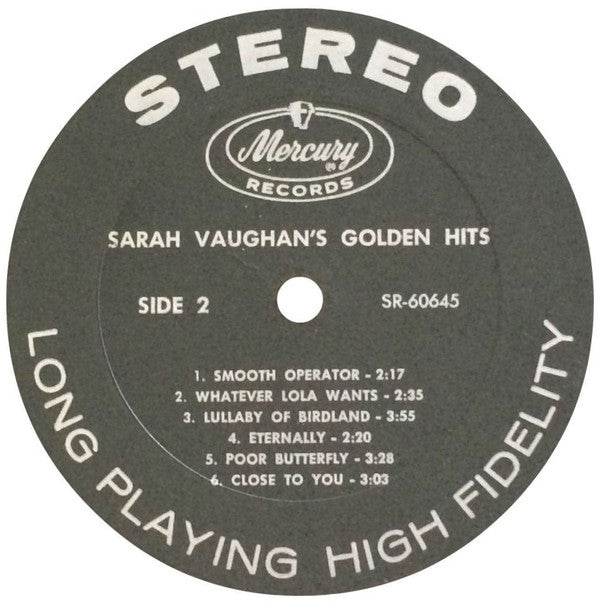 STEREO
Mercury
®
RECORDS
SARAH VAUGHAN'S GOLDEN HITS
SIDE 2
SR-60645
1. SMOOTH OPERATOR - 2:17
2. WHATEVER LOLA WANTS - 2:35
3. LULLABY OF BIRDLAND - 3:55
4. ETERNALLY - 2:20
5. POOR BUTTERFLY - 3:28
6. CLOSE TO YOU - 3:03
LONG PLAYING HIGH FIDELITY